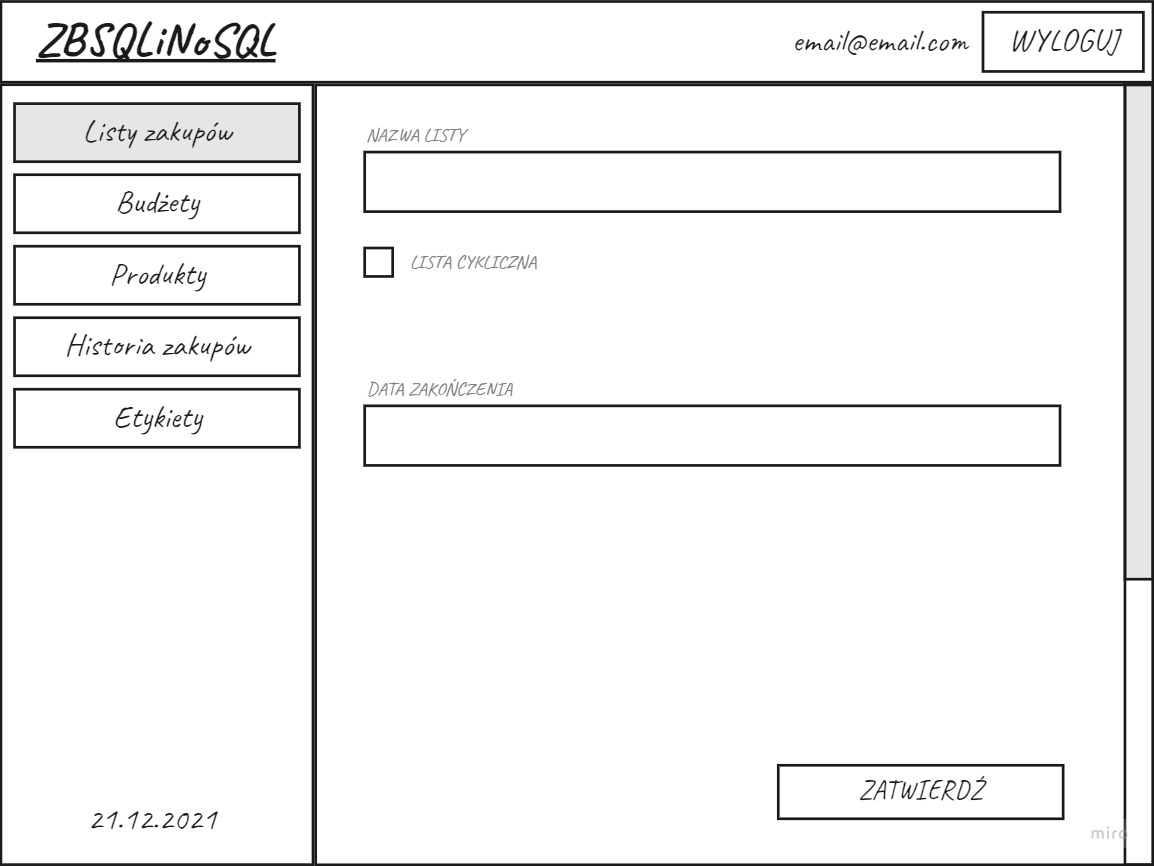 ZBSQLiNoSQL
email@email.com
WYLOGUJ
Listy zakupów
Budżety
Produkty
Historia zakupów
Etykiety
21.12.2021
NAZWA LISTY
LISTA CYKLICZNA
DATA ZAKOŃCZENIA
ZATWIERDŹ
miro